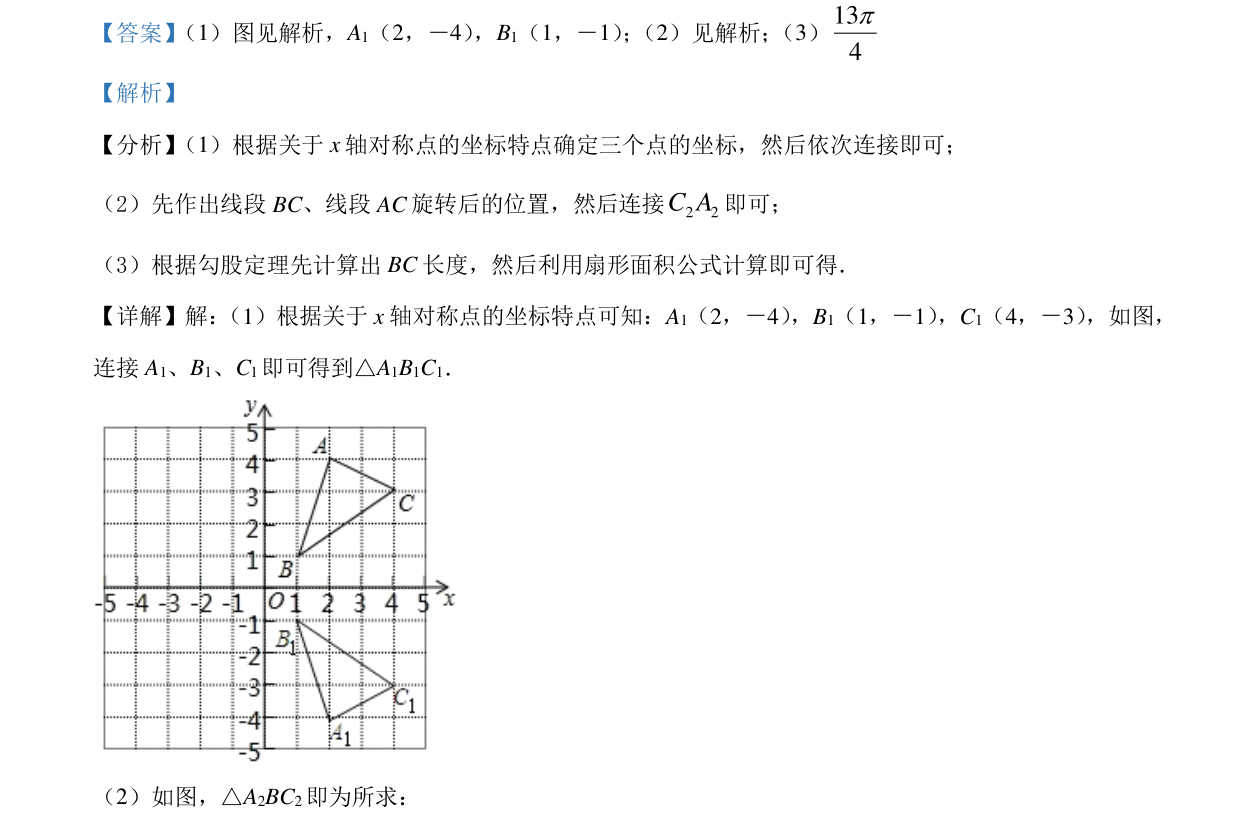 【答案】（1）图见解析，A1（2，－4），B1（1，－1）；（2）见解析；（3）13π/4
【解析】
【分析】（1）根据关于 x 轴对称点的坐标特点确定三个点的坐标，然后依次连接即可；
（2）先作出线段 BC、线段 AC 旋转后的位置，然后连接 C2A2 即可；
（3）根据勾股定理先计算出 BC 长度，然后利用扇形面积公式计算即可得．
【详解】解：（1）根据关于 x 轴对称点的坐标特点可知：A1（2，－4），B1（1，－1），C1（4，－3），如图，
连接 A1、B1、C1 即可得到△A1B1C1．
y
5
A
4
3
C
2
1
B
-5 -4 -3 -2 -1 O 1 2 3 4 5 x
-1
B1
-2
-3
C1
-4
A1
-5
（2）如图，△A2BC2 即为所求：